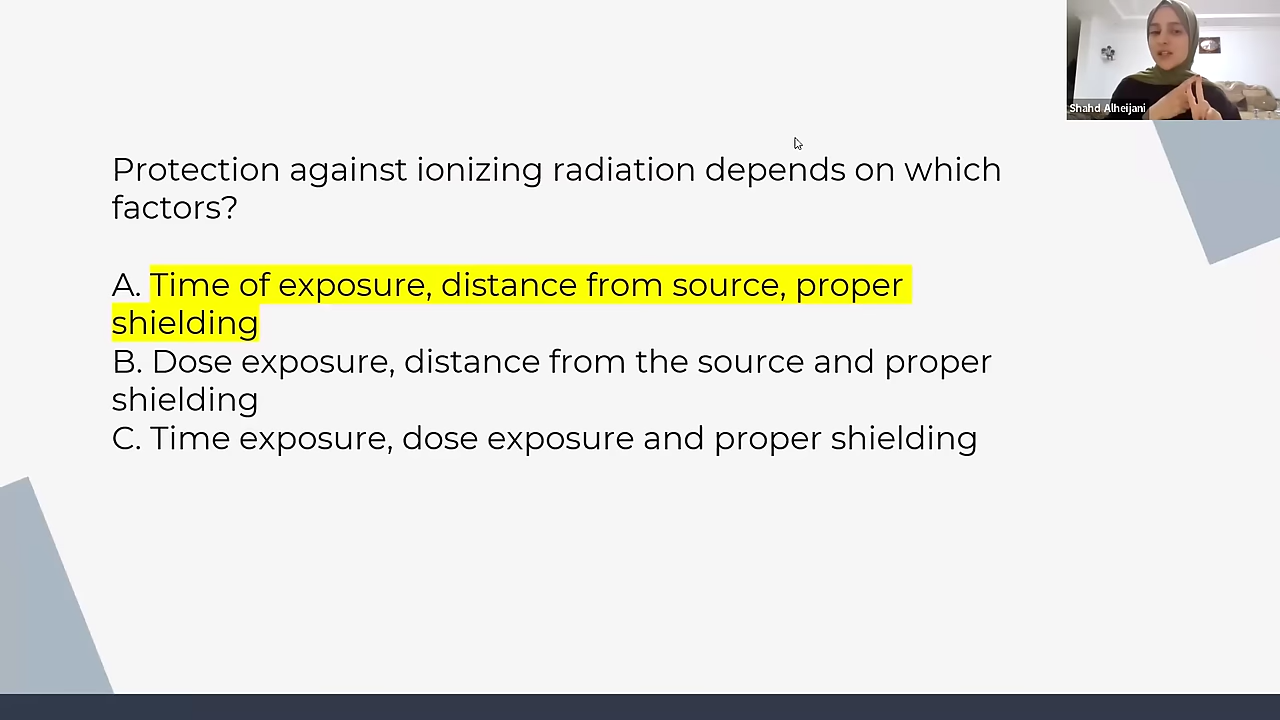 Shahd Alheijani
Protection against ionizing radiation depends on which
factors?
A. Time of exposure, distance from source, proper
shielding
B. Dose exposure, distance from the source and proper
shielding
C. Time exposure, dose exposure and proper shielding